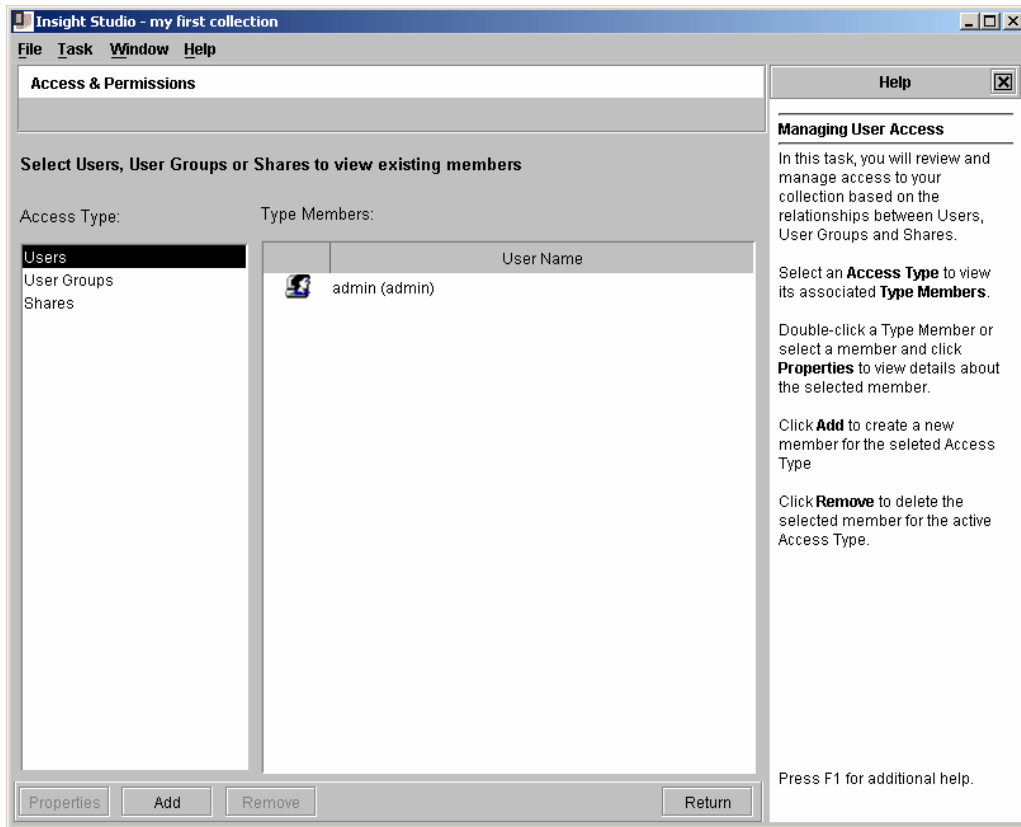 Insight Studio - my first collection
File Task Window Help
Access & Permissions
Select Users, User Groups or Shares to view existing members
Access Type:
Users
User Groups
Shares
Type Members:
User Name
admin (admin)
Properties Add Remove Return
Help
Managing User Access
In this task, you will review and
manage access to your
collection based on the
relationships between Users,
User Groups and Shares.
Select an Access Type to view
its associated Type Members.
Double-click a Type Member or
select a member and click
Properties to view details about
the selected member.
Click Add to create a new
member for the seleted Access
Type
Click Remove to delete the
selected member for the active
Access Type.
Press F1 for additional help.